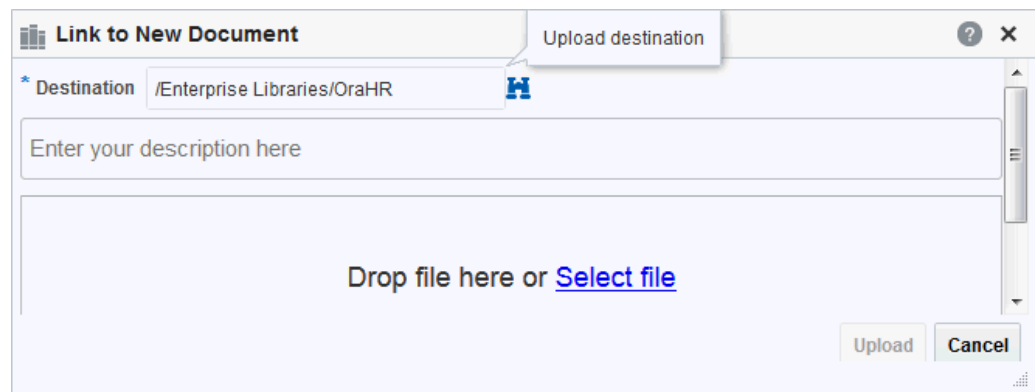 Link to New Document
Upload destination
* Destination /Enterprise Libraries/OraHR
Enter your description here
Drop file here or Select file
Upload Cancel